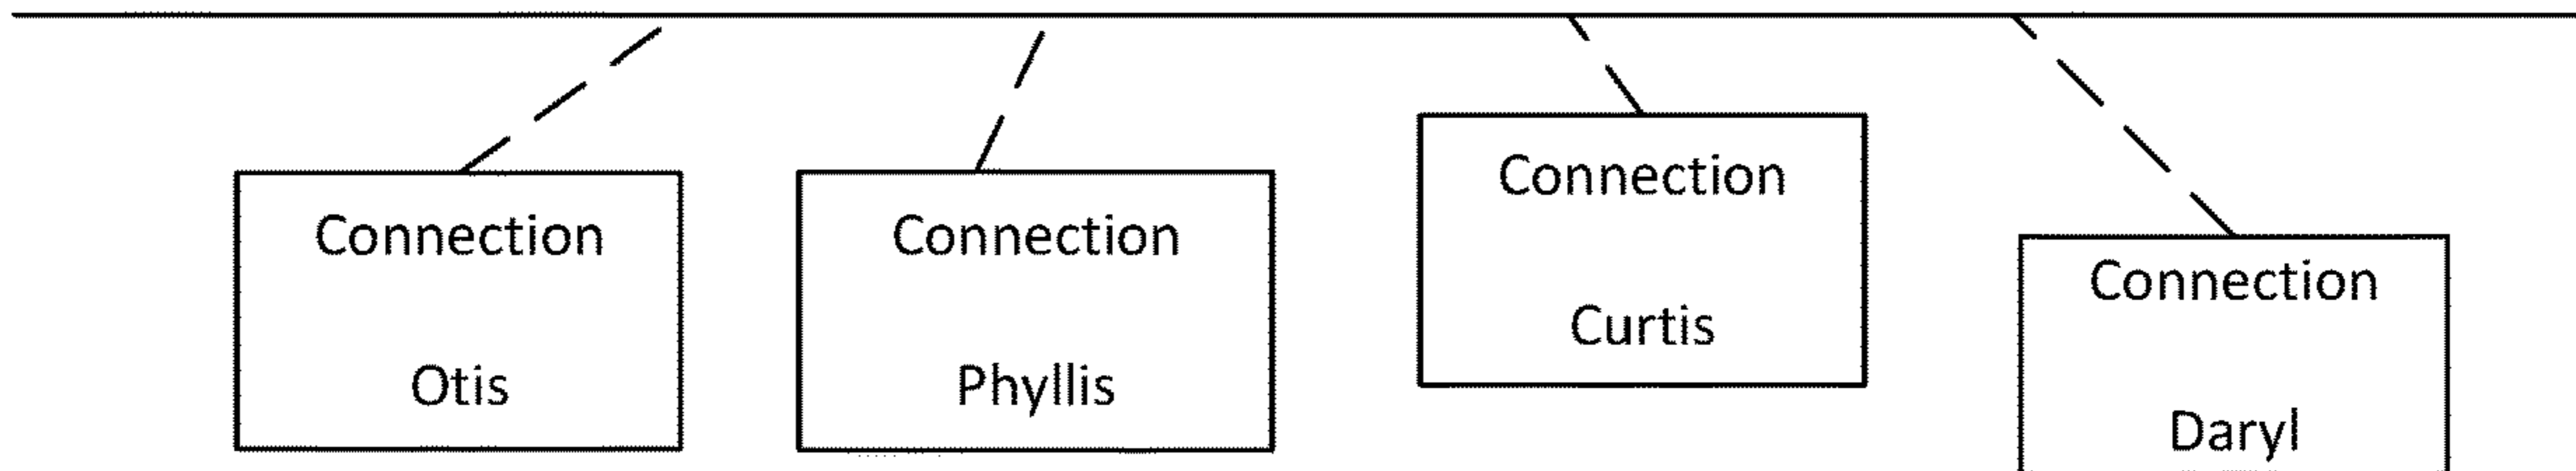 Connection
Otis
Connection
Phyllis
Connection
Curtis
Connection
Daryl